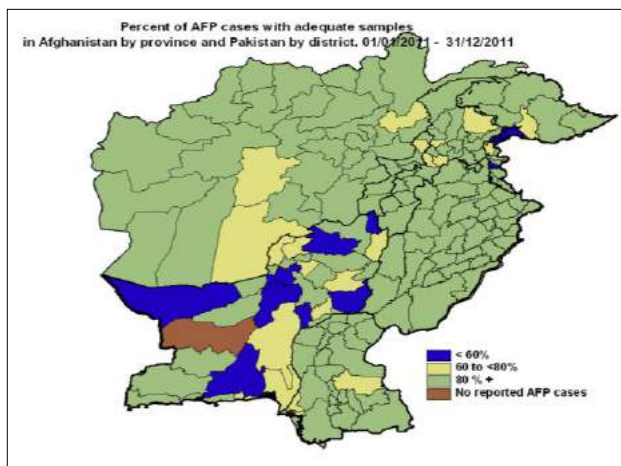 Percent of AFP cases with adequate samples
in Afghanistan by province and Pakistan by district. 01/01/2011 - 31/12/2011
< 60%
60 to <80%
80 % +
No reported AFP cases